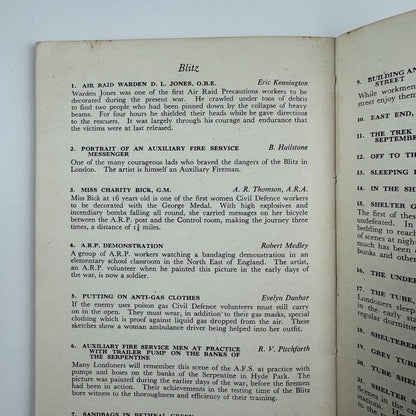 Blitz
1. AIR RAID WARDEN D. L. JONES, O.B.E. Eric Kennington
Warden Jones was one of the first Air Raid Precautions workers to be
decorated during the present war. He crawled under tons of debris
to find two people who had been pinned down by the collapse of heavy
beams. For four hours he shielded their heads while he gave directions
to the rescuers. It was largely through his courage and endurance that
the victims were at last released.
2. PORTRAIT OF AN AUXILIARY FIRE SERVICE
MESSENGER B. Hailstone
One of the many courageous lads who braved the dangers of the Blitz in
London. The artist is himself an Auxiliary Fireman.
3. MISS CHARITY BICK, G.M. A. R. Thomson, A.R.A.
Miss Bick at 16 years old is one of the first women Civil Defence workers
to be decorated with the George Medal. With high explosives and
incendiary bombs falling all round, she carried messages on her bicycle
between the A.R.P. post and the Control room, making the journey three
times, a distance of 1¼ miles.
4. A.R.P. DEMONSTRATION Robert Medley
A group of A.R.P. workers watching a bandaging demonstration in an
elementary school classroom in the North East of England. The artist,
an A.R.P. volunteer when he painted this picture in the early days of
the war, is now a soldier.
5. PUTTING ON ANTI-GAS CLOTHES Evelyn Dunbar
If the enemy uses poison gas Civil Defence volunteers must still carry
on in the open. They must wear, in addition to their gas masks, special
clothing which is proof against liquid gas dropped from the air. These
sketches show a woman ambulance driver being helped into her outfit.
6. AUXILIARY FIRE SERVICE MEN AT PRACTICE
WITH TRAILER PUMP ON THE BANKS OF
THE SERPENTINE R. V. Pitchforth
Many Londoners will remember this scene of the A.F.S. at practice with
pumps and hoses on the banks of the Serpentine in Hyde Park. The
picture was painted during the earlier days of the war, before the firemen
had been in action. Their achievements in the testing time of the Blitz
bore witness to the thoroughness and efficiency of their training.
7. SANDBAGS IN BETHNAL GREEN
9. BUILDING AN
STREET
While workmen
street enjoy them
10. EAST END,
11. THE TREK
SEPTEMBER
12. OFF TO TH
13. SLEEPING
14. IN THE SH
15. SHELTER
The first of the
bedding to reach
of scenes at night
much has been
bunks and other
16. THE UNDER
17. THE TUBE,
Londoners sleep
is an early
regular dormitor
18. SHELTER
19. GREY TUBE
20. TUBE SHEL
21. SHELTERER